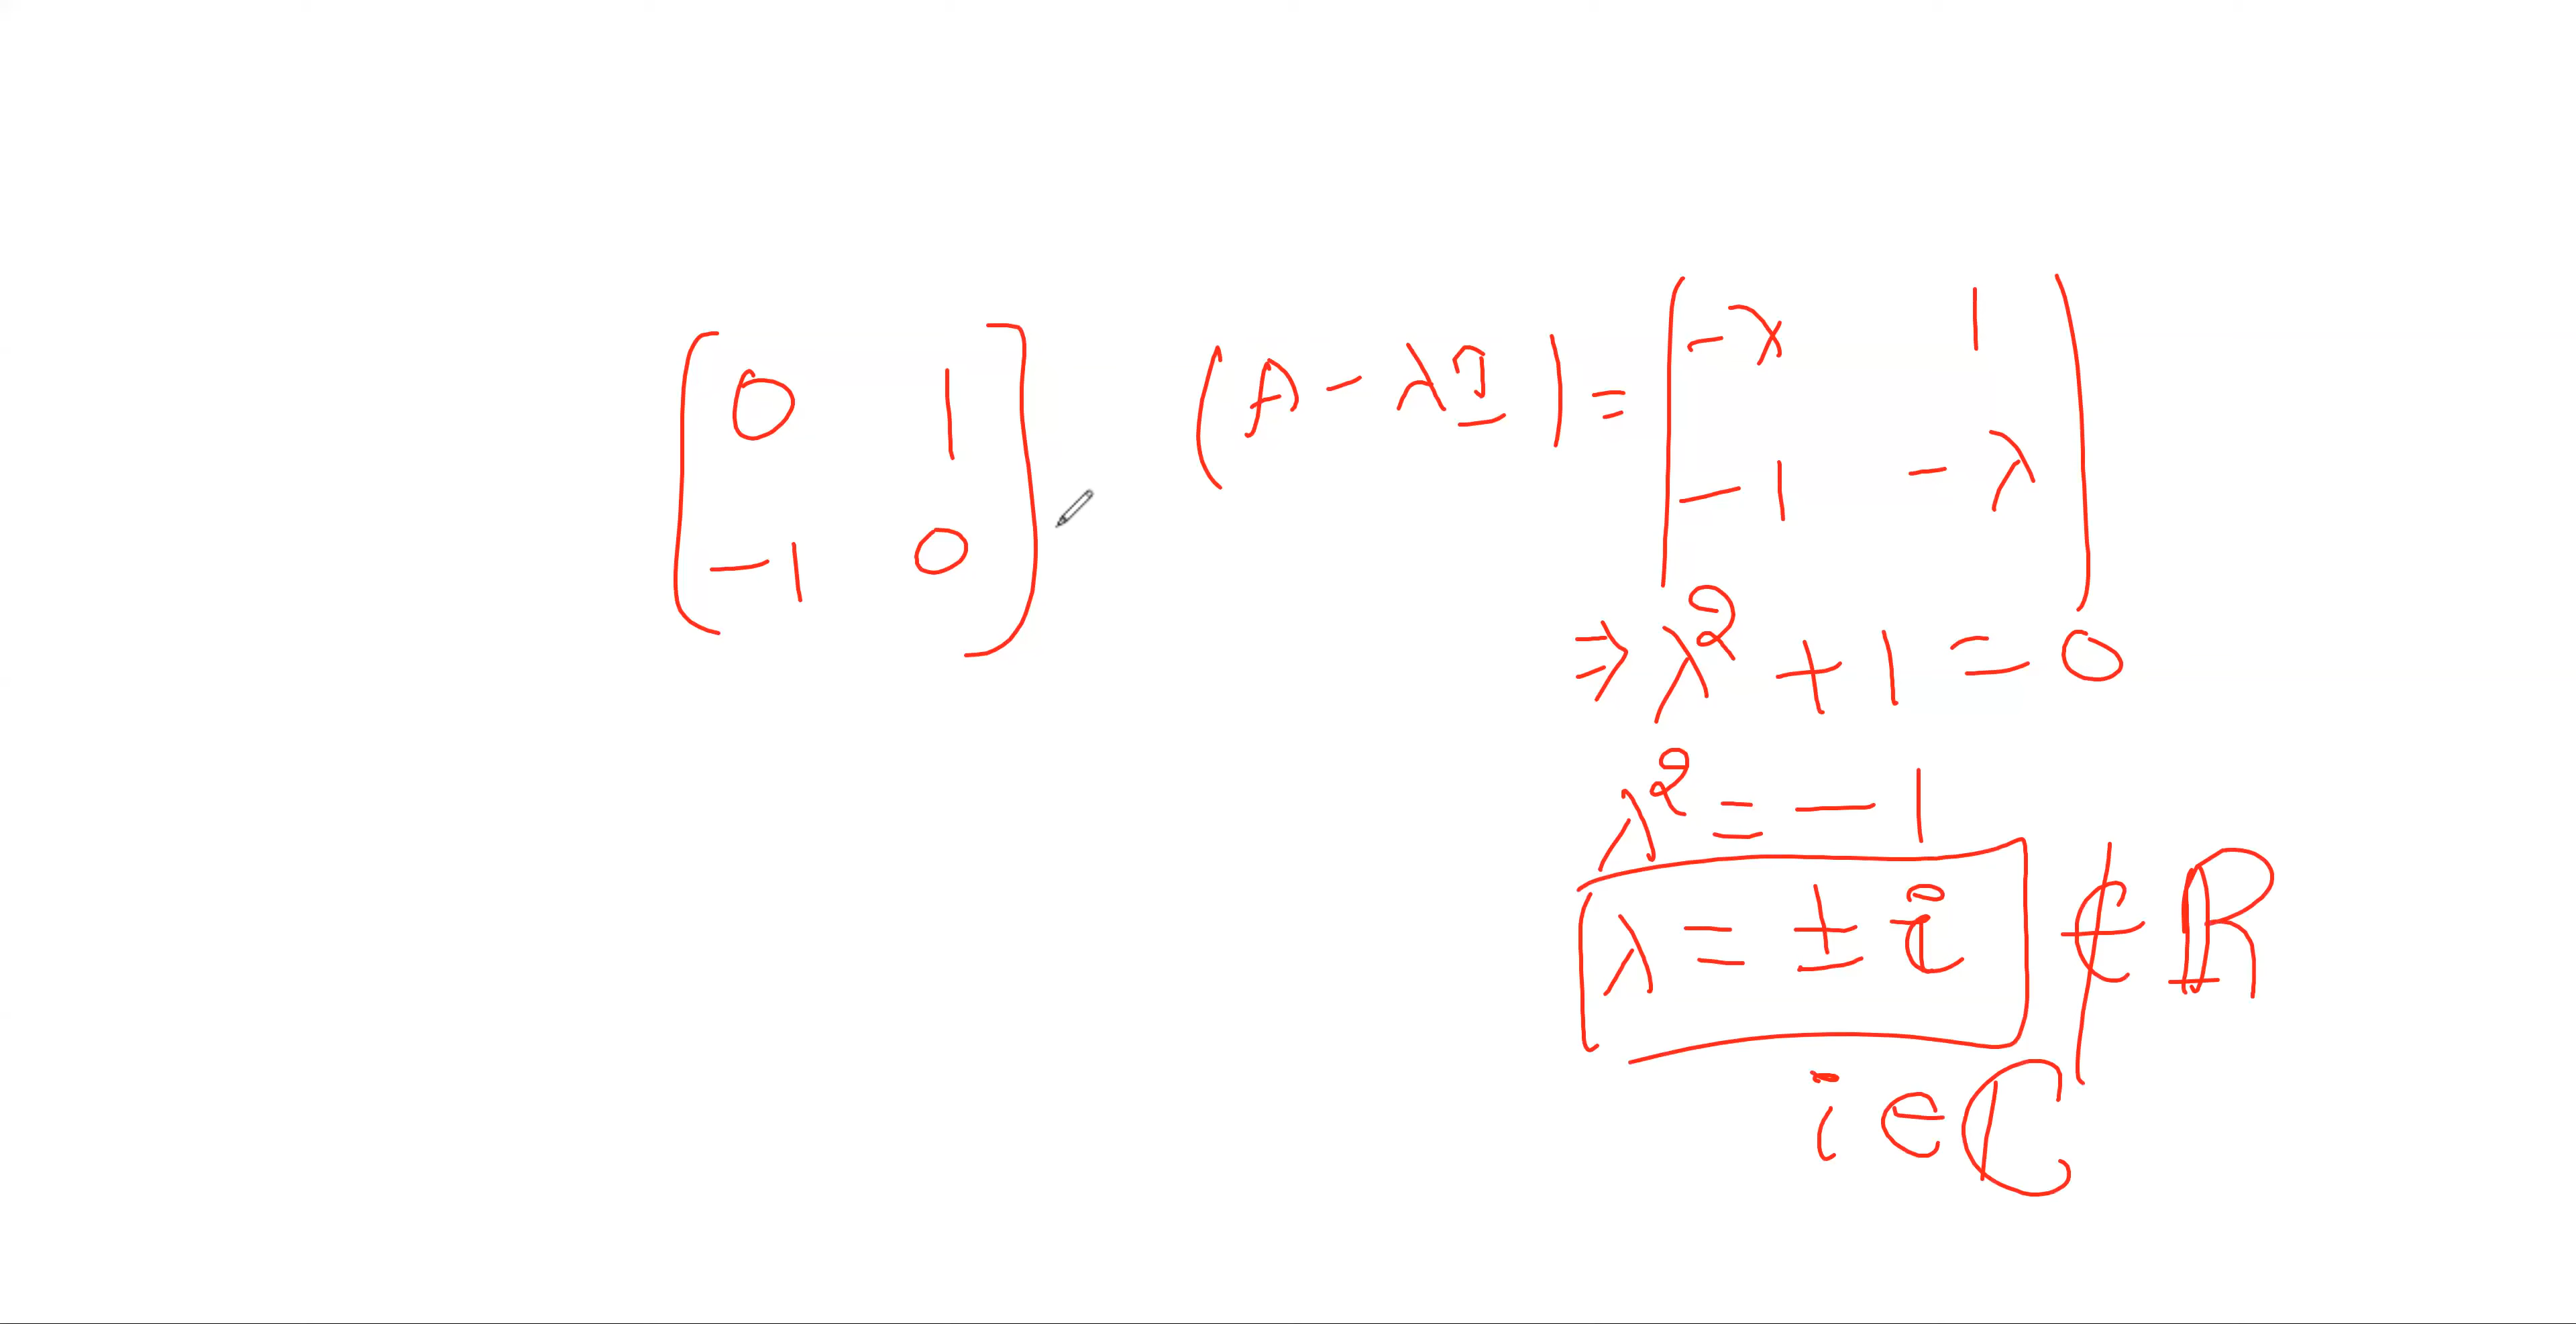 [ 0 1
-1 0 ]
(A - λI) = | -λ 1
-1 -λ |
⇒ λ² + 1 = 0
λ² = -1
λ = ± i ∉ ℝ
i ∈ ℂ